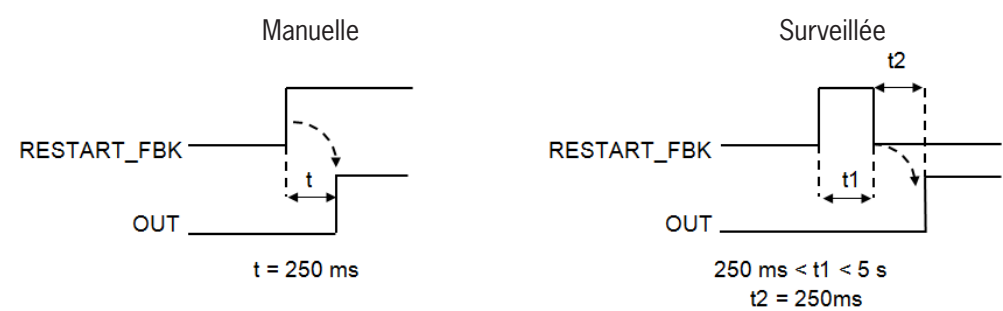 Manuelle
RESTART_FBK
t
OUT
t = 250 ms
Surveillée
t2
RESTART_FBK
t1
OUT
250 ms < t1 < 5 s
t2 = 250ms